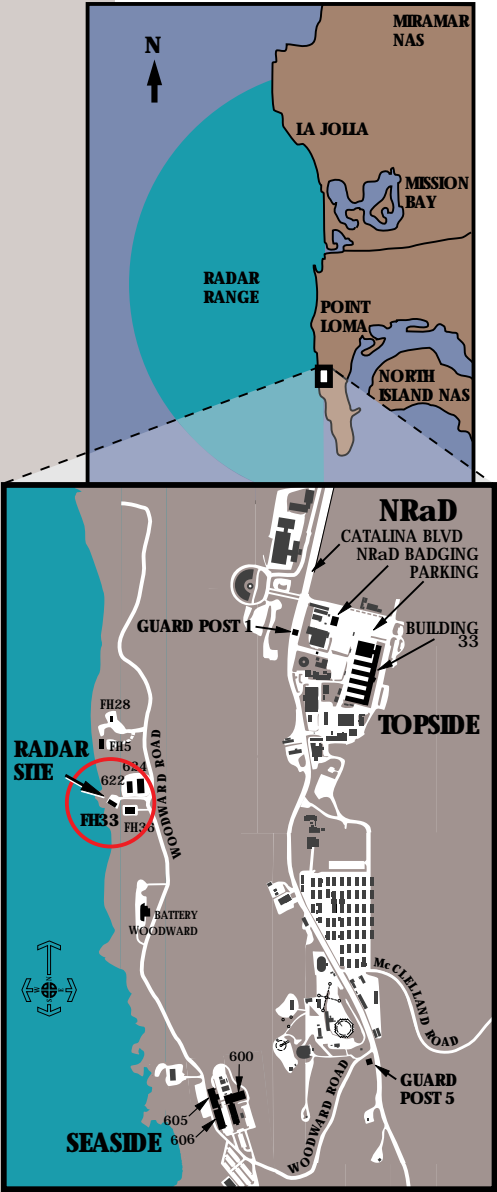 MIRAMAR
NAS
N
LA JOLLA
MISSION
BAY
RADAR
RANGE
POINT
LOMA
NORTH
ISLAND NAS
NRaD
CATALINA BLVD
NRaD BADGING
PARKING
GUARD POST 1
BUILDING
33
FH28
TOPSIDE
FH5
RADAR
SITE
624
622
WOODWARD ROAD
FH33
FH36
BATTERY
WOODWARD
McCLELLAND ROAD
N
W
E
S
600
GUARD
POST 5
WOODWARD ROAD
605
606
SEASIDE